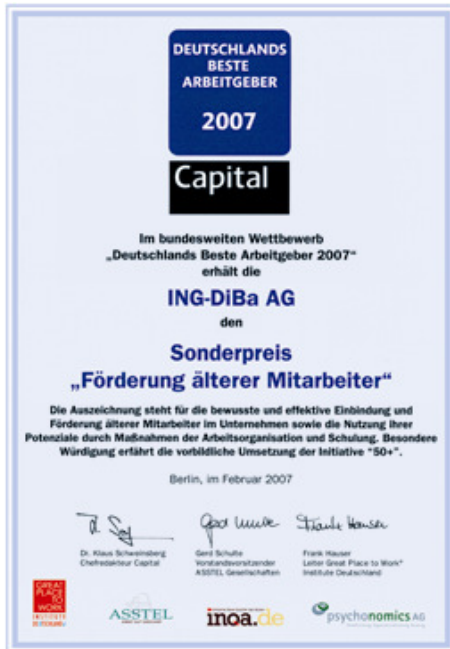 DEUTSCHLANDS
BESTE
ARBEITGEBER
2007
Capital
Im bundesweiten Wettbewerb
„Deutschlands Beste Arbeitgeber 2007“
erhält die
ING-DiBa AG
den
Sonderpreis
„Förderung älterer Mitarbeiter“
Die Auszeichnung steht für die bewusste und effektive Einbindung und
Förderung älterer Mitarbeiter im Unternehmen sowie die Nutzung ihrer
Potenziale durch Maßnahmen der Arbeitsorganisation und Schulung. Besondere
Würdigung erfährt die vorbildliche Umsetzung der Initiative "50+".
Berlin, im Februar 2007
Dr. Klaus Schweinsberg
Chefredakteur Capital
Gerd Schulte
Vorstandsvorsitzender
ASSTEL Gesellschaften
Frank Hauser
Leiter Great Place to Work®
Institute Deutschland
GREAT
PLACE
TO
WORK
INSTITUTE
DEUTSCHLAND
ASSTEL
inoa.de
psychonomics AG